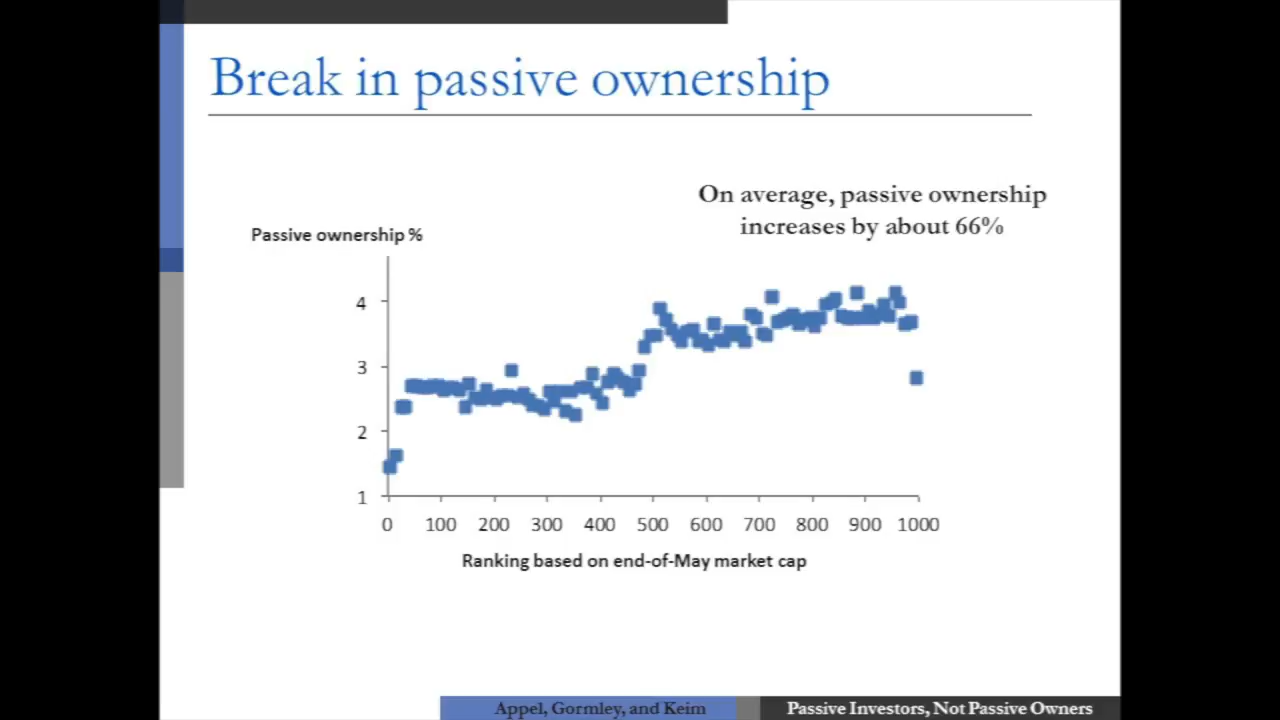 Break in passive ownership
On average, passive ownership
increases by about 66%
Passive ownership %
4
3
2
1
0 100 200 300 400 500 600 700 800 900 1000
Ranking based on end-of-May market cap
Appel, Gormley, and Keim
Passive Investors, Not Passive Owners